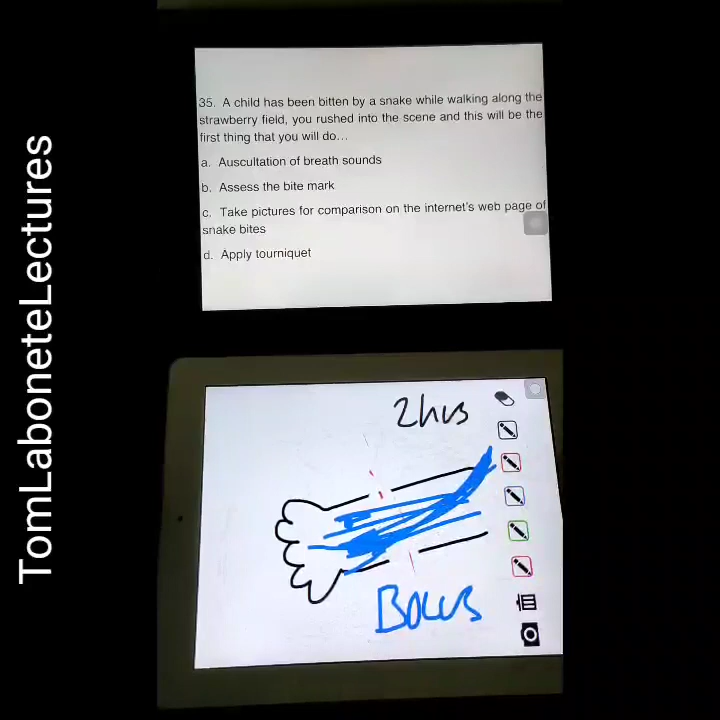 TomLaboneteLectures
35. A child has been bitten by a snake while walking along the
strawberry field, you rushed into the scene and this will be the
first thing that you will do...
a. Auscultation of breath sounds
b. Assess the bite mark
c. Take pictures for comparison on the internet's web page of
snake bites
d. Apply tourniquet
2hrs
Bolus